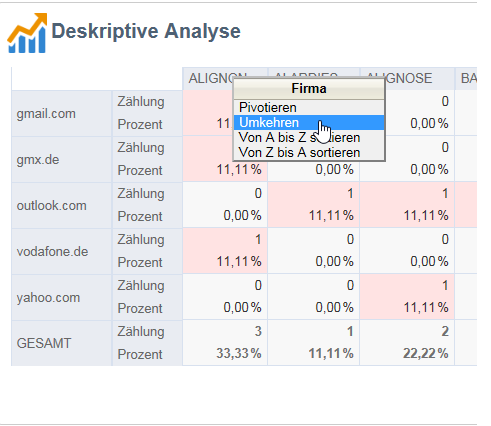 Deskriptive Analyse
ALIGNON ALARRIES ALIGNOSE BA
Firma
Pivotieren
Umkehren
Von A bis Z sortieren
Von Z bis A sortieren
gmail.com Zählung 0
Prozent 11, 0,00 %
gmx.de Zählung 0
Prozent 11,11 % 0,00 % 0,00 %
outlook.com Zählung 0 1 1
Prozent 0,00 % 11,11 % 11,11 %
vodafone.de Zählung 1 0 0
Prozent 11,11 % 0,00 % 0,00 %
yahoo.com Zählung 0 0 1
Prozent 0,00 % 0,00 % 11,11 %
GESAMT Zählung 3 1 2
Prozent 33,33 % 11,11 % 22,22 %